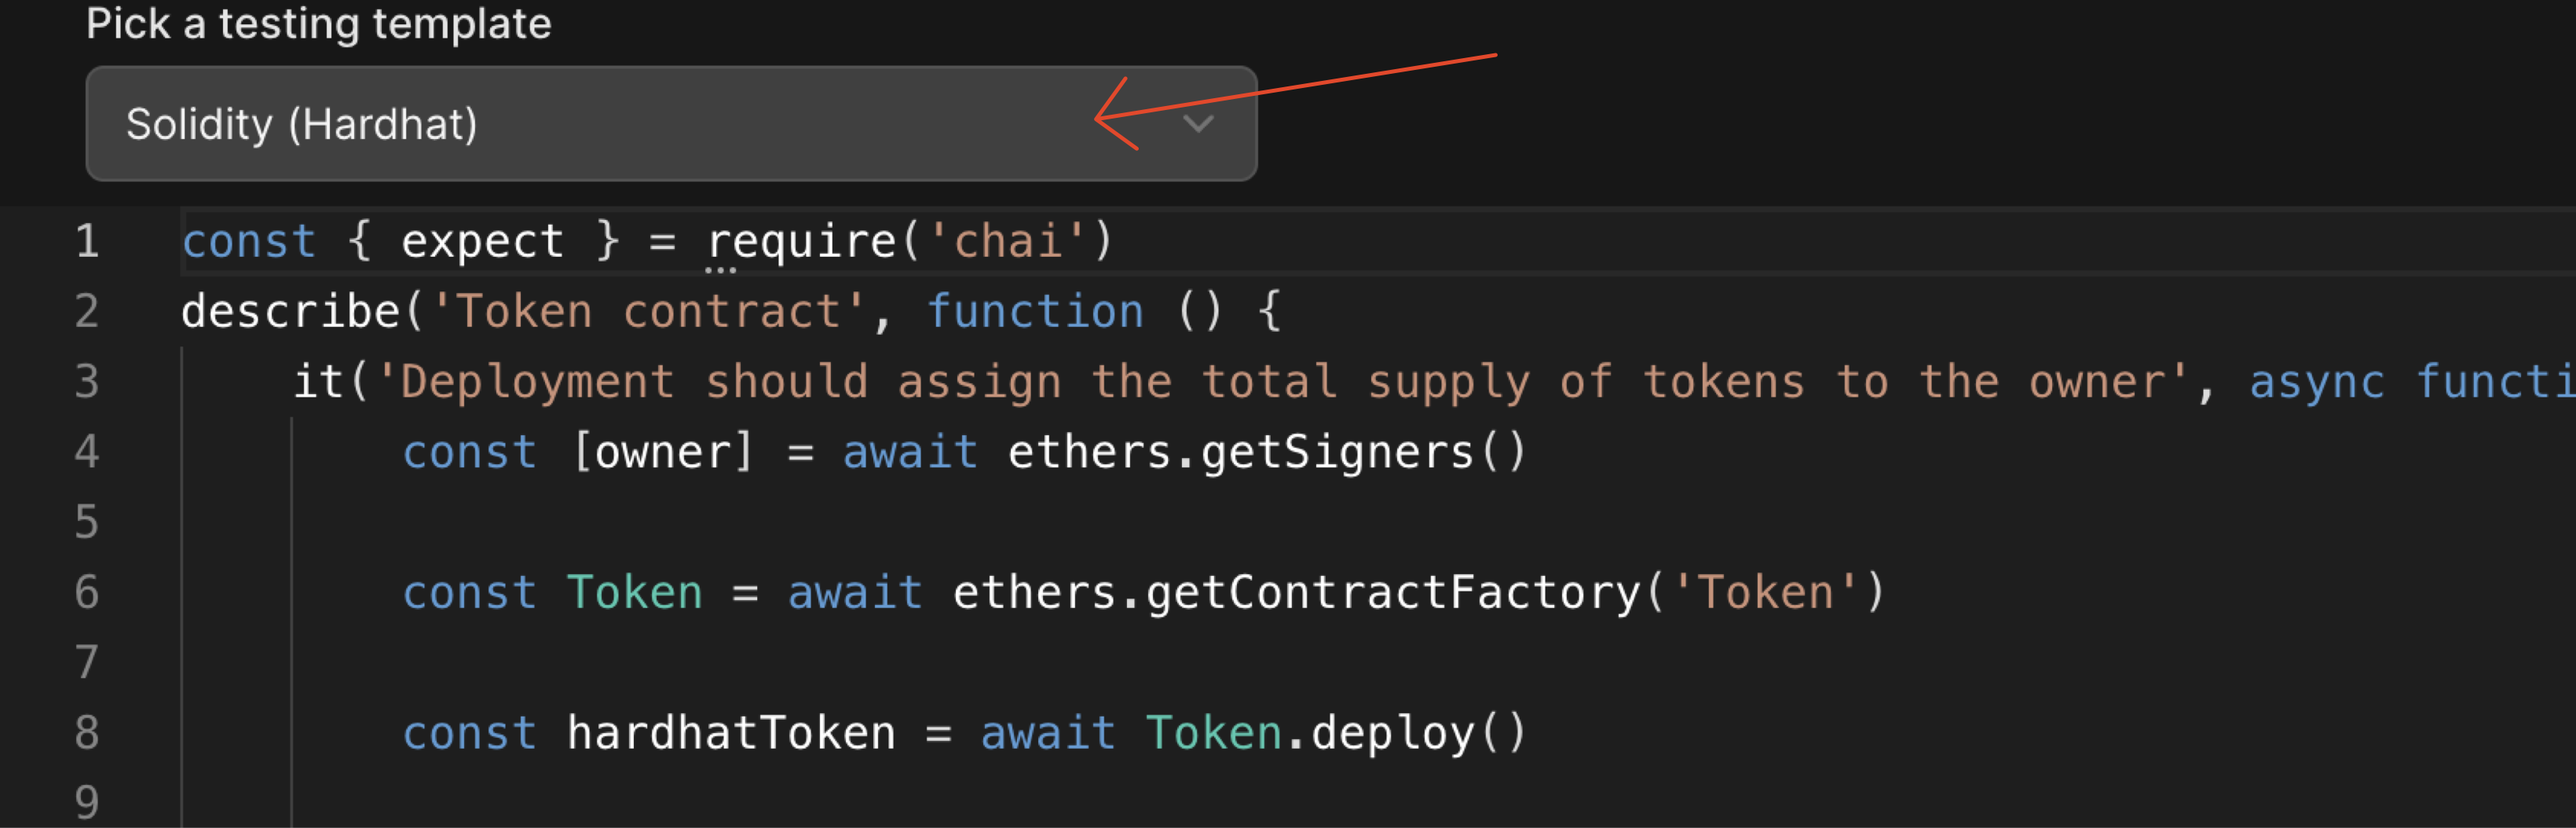 Pick a testing template
Solidity (Hardhat)
1 const { expect } = require('chai')
2 describe('Token contract', function () {
3 it('Deployment should assign the total supply of tokens to the owner', async functi
4 const [owner] = await ethers.getSigners()
5
6 const Token = await ethers.getContractFactory('Token')
7
8 const hardhatToken = await Token.deploy()
9